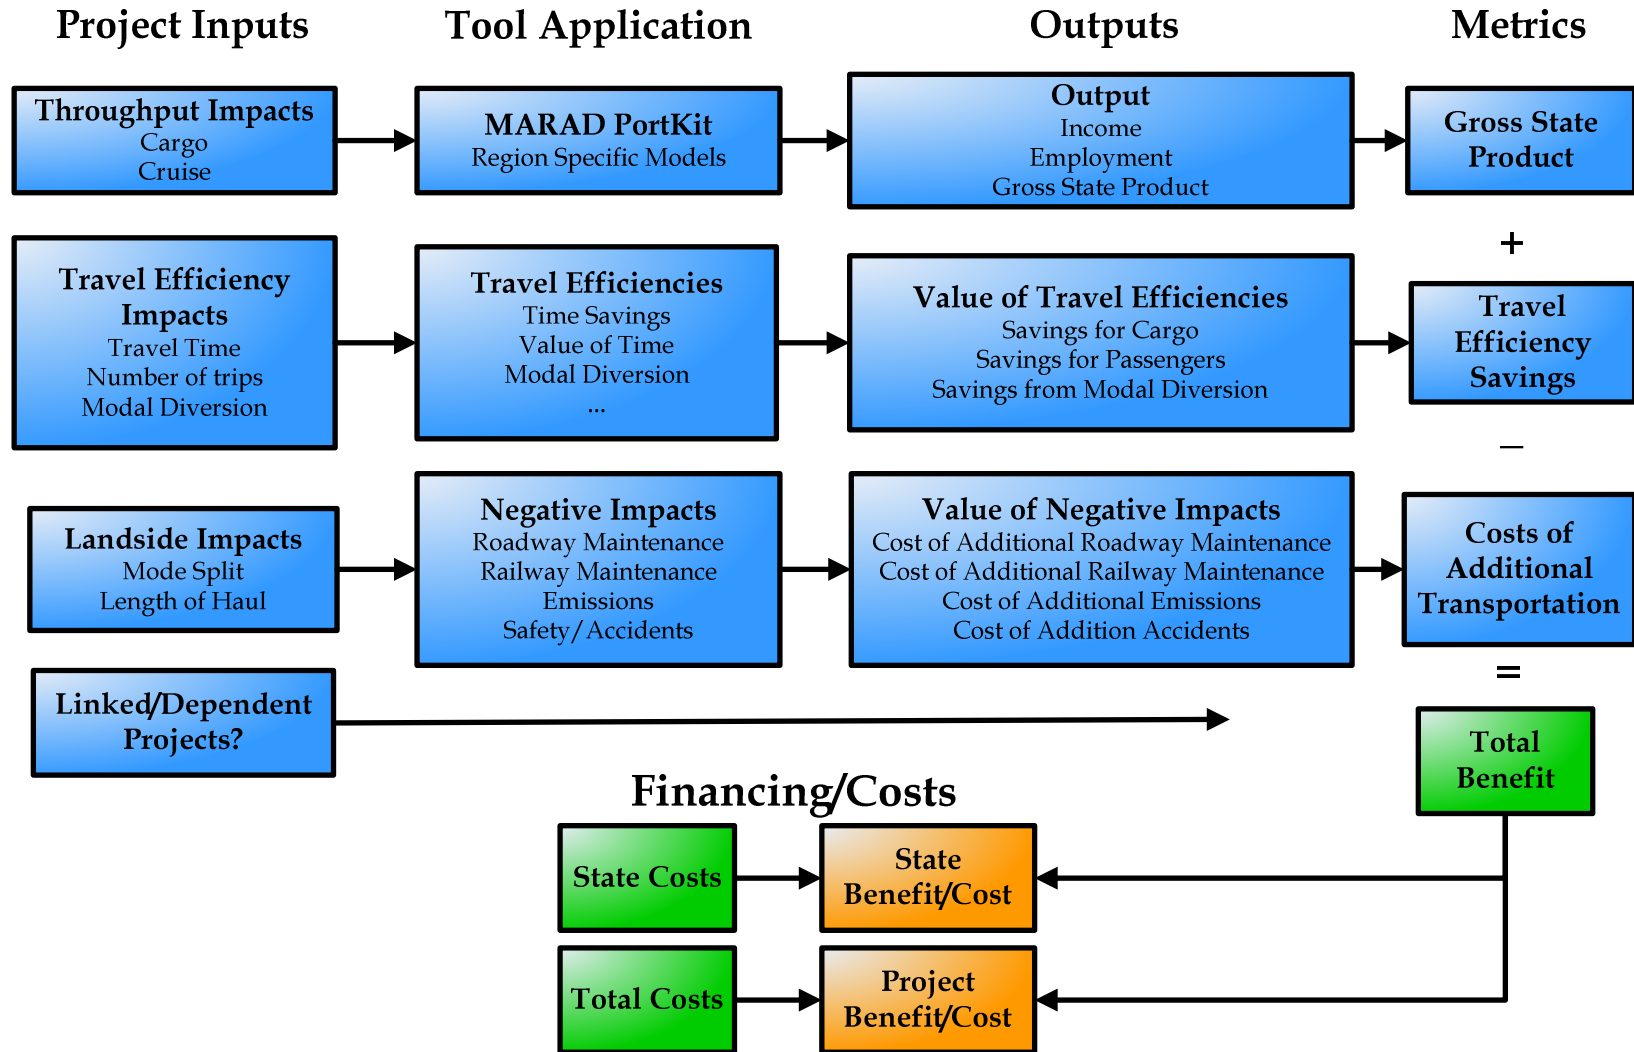 Project Inputs
Tool Application
Outputs
Metrics
Throughput Impacts
Cargo
Cruise
MARAD PortKit
Region Specific Models
Output
Income
Employment
Gross State Product
Gross State
Product
+
Travel Efficiency
Impacts
Travel Time
Number of trips
Modal Diversion
Travel Efficiencies
Time Savings
Value of Time
Modal Diversion
...
Value of Travel Efficiencies
Savings for Cargo
Savings for Passengers
Savings from Modal Diversion
Travel
Efficiency
Savings
–
Landside Impacts
Mode Split
Length of Haul
Negative Impacts
Roadway Maintenance
Railway Maintenance
Emissions
Safety/Accidents
Value of Negative Impacts
Cost of Additional Roadway Maintenance
Cost of Additional Railway Maintenance
Cost of Additional Emissions
Cost of Addition Accidents
Costs of
Additional
Transportation
=
Linked/Dependent
Projects?
Total
Benefit
Financing/Costs
State Costs
State
Benefit/Cost
Total Costs
Project
Benefit/Cost